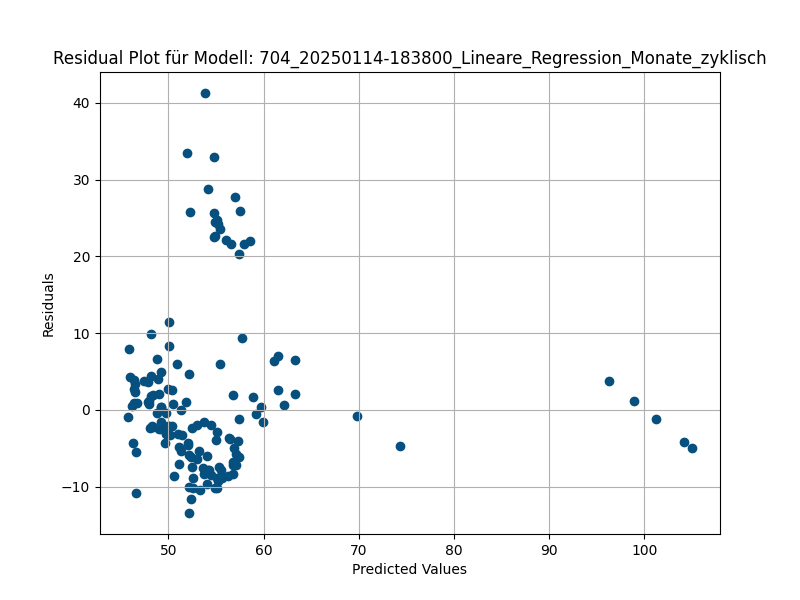 Residual Plot für Modell: 704_20250114-183800_Lineare_Regression_Monate_zyklisch
40
30
20
10
0
−10
Residuals
50 60 70 80 90 100
Predicted Values